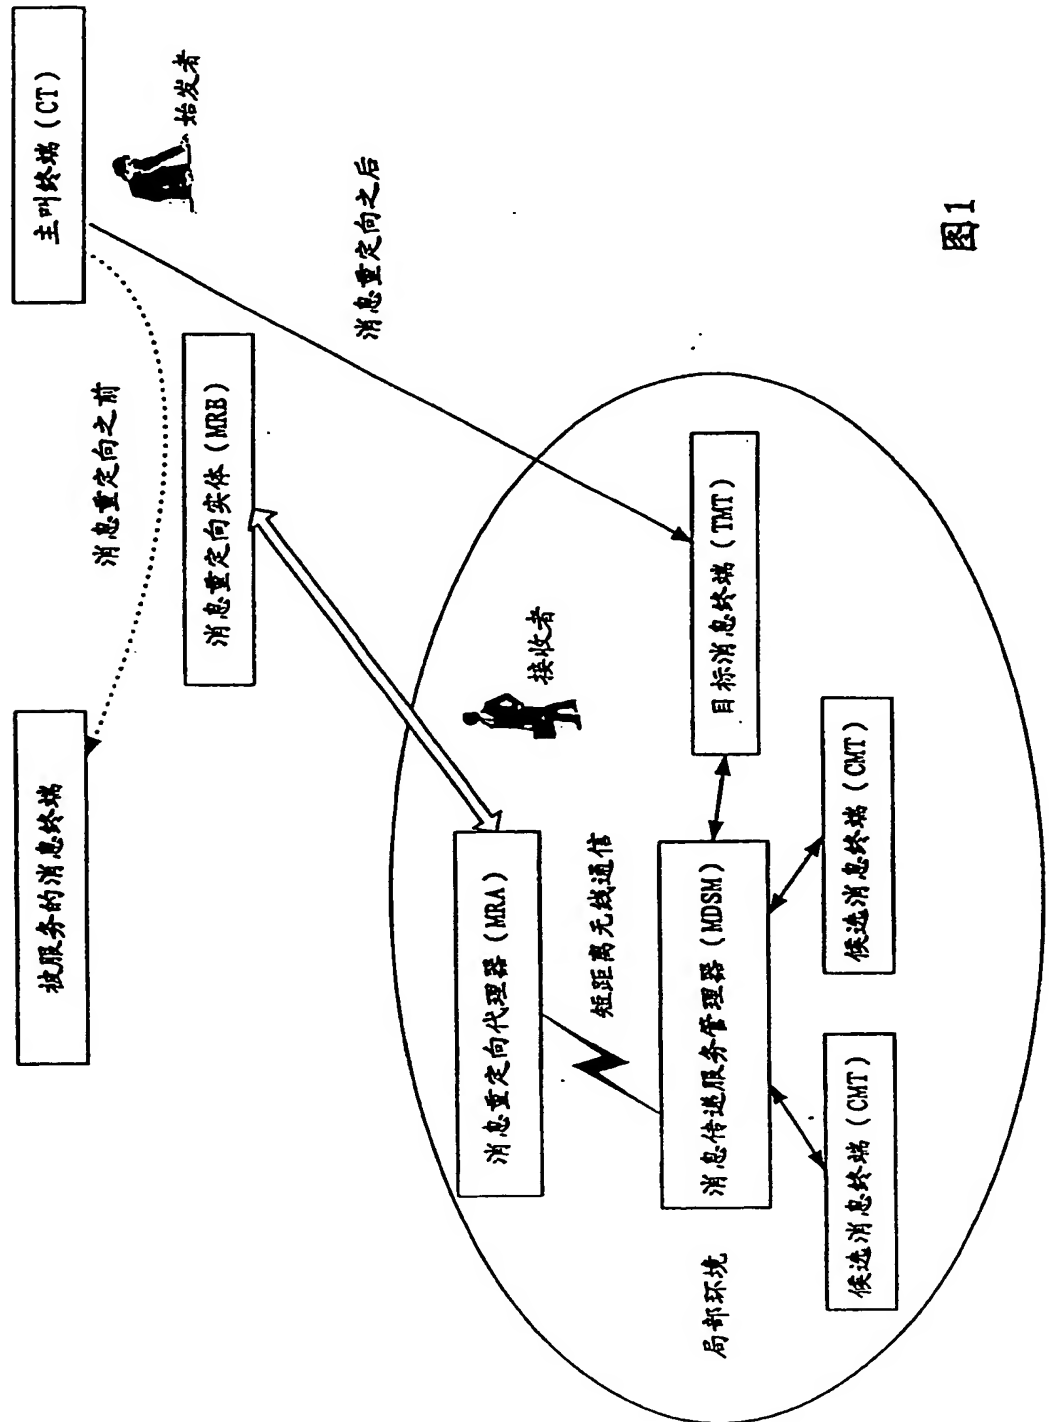 被服务的消息终端
主叫终端（CT）
消息重定向之前
始发者
消息重定向实体（MRB）
消息重定向之后
消息重定向代理器（MRA）
接收者
短距离无线通信
局部环境
消息传递服务管理器（MDSM）
目标消息终端（TMT）
候选消息终端（CMT）
候选消息终端（CMT）
图1